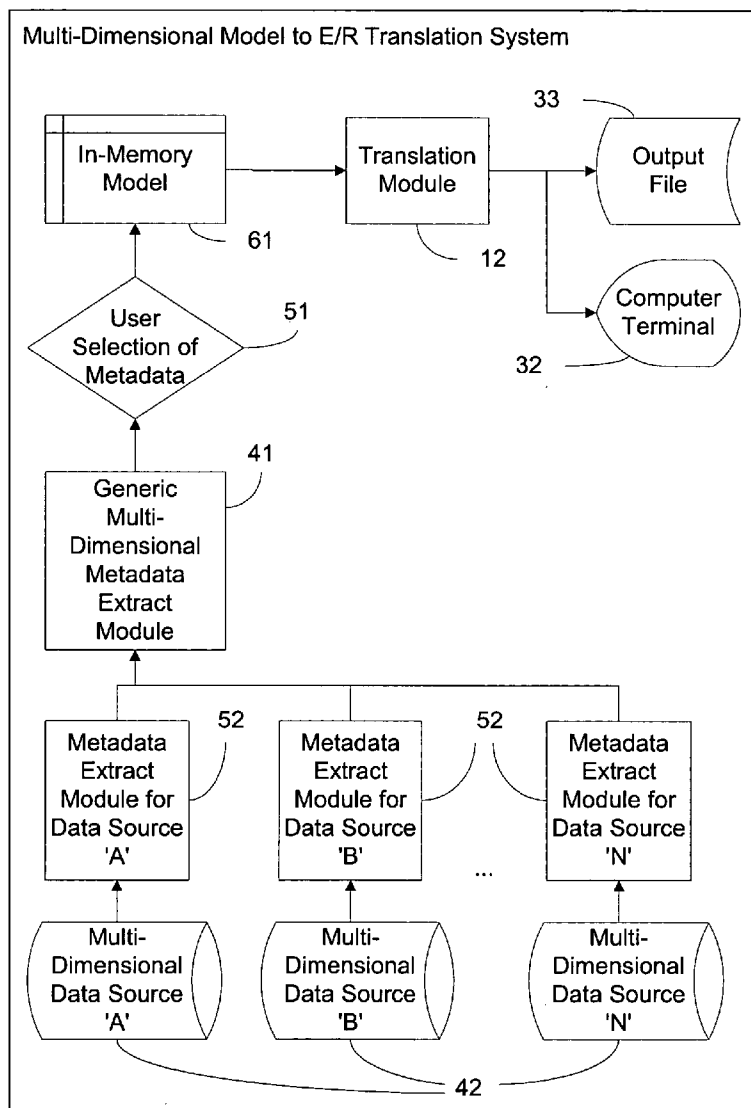 Multi-Dimensional Model to E/R Translation System
33
In-Memory
Model
Translation
Module
Output
File
61
12
51
User
Selection of
Metadata
Computer
Terminal
32
41
Generic
Multi-
Dimensional
Metadata
Extract
Module
52
52
Metadata
Extract
Module for
Data Source
'A'
Metadata
Extract
Module for
Data Source
'B'
...
Metadata
Extract
Module for
Data Source
'N'
Multi-
Dimensional
Data Source
'A'
Multi-
Dimensional
Data Source
'B'
Multi-
Dimensional
Data Source
'N'
42